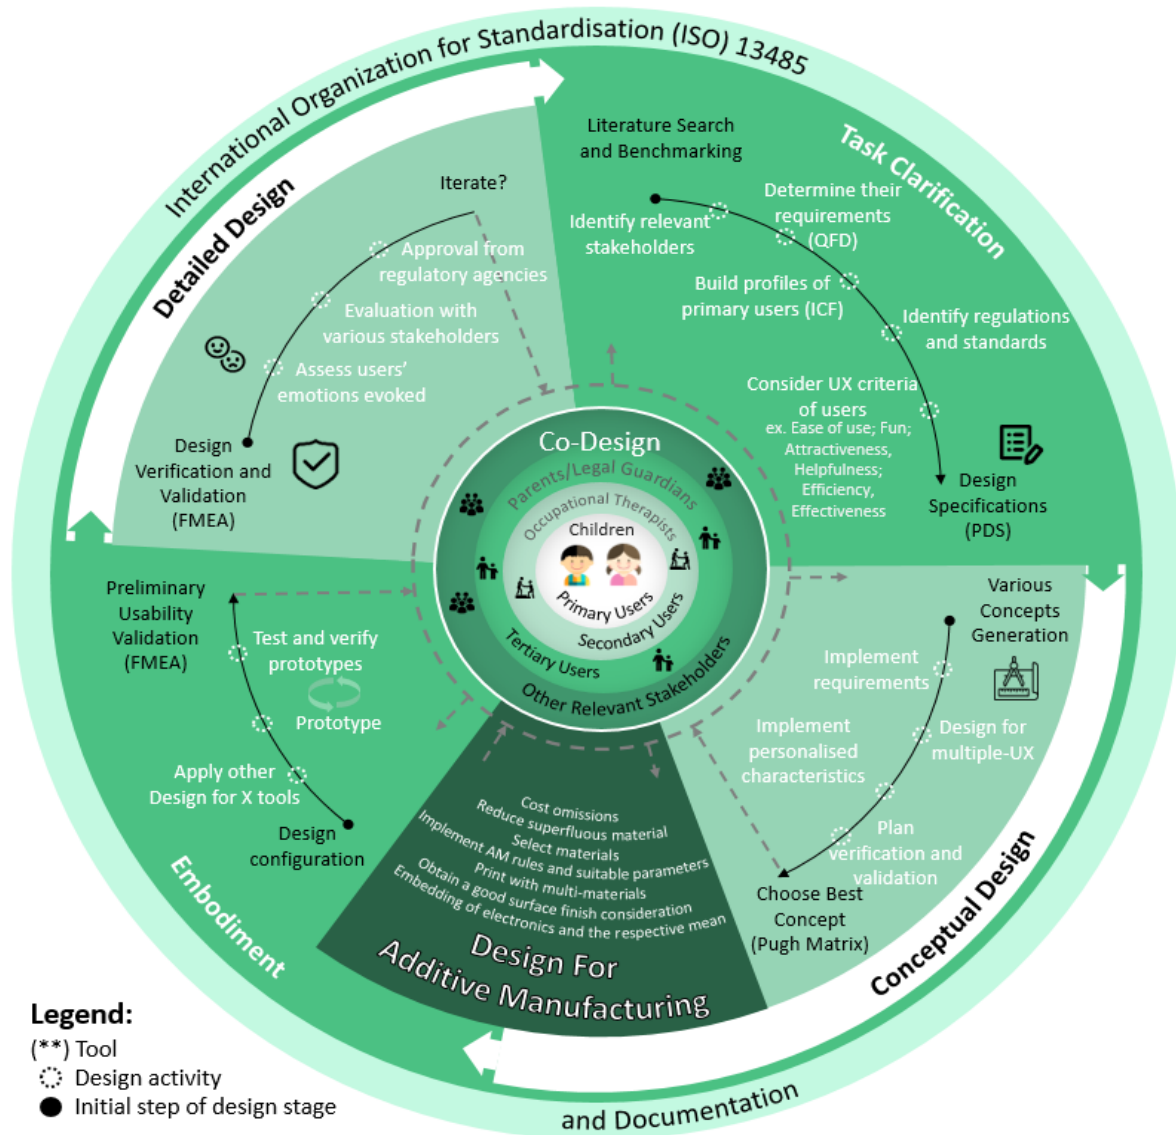 International Organization for Standardisation (ISO) 13485
and Documentation
Task Clarification
Literature Search
and Benchmarking
Identify relevant
stakeholders
Determine their
requirements
(QFD)
Build profiles of
primary users (ICF)
Identify regulations
and standards
Consider UX criteria
of users
ex. Ease of use; Fun;
Attractiveness,
Helpfulness;
Efficiency,
Effectiveness
Design
Specifications
(PDS)
Conceptual Design
Various
Concepts
Generation
Implement
requirements
Design for
multiple-UX
Implement
personalised
characteristics
Plan
verification and
validation
Choose Best
Concept
(Pugh Matrix)
Cost omissions
Reduce superfluous material
Select materials
Implement AM rules and suitable parameters
Print with multi-materials
Obtain a good surface finish consideration
Embedding of electronics and the respective mean
Design For
Additive Manufacturing
Embodiment
Design
configuration
Apply other
Design for X tools
Prototype
Test and verify
prototypes
Preliminary
Usability
Validation
(FMEA)
Detailed Design
Design
Verification and
Validation
(FMEA)
Assess users'
emotions evoked
Evaluation with
various stakeholders
Approval from
regulatory agencies
Iterate?
Co-Design
Parents/Legal Guardians
Occupational Therapists
Children
Primary Users
Secondary Users
Tertiary Users
Other Relevant Stakeholders
Legend:
(**) Tool
Design activity
Initial step of design stage